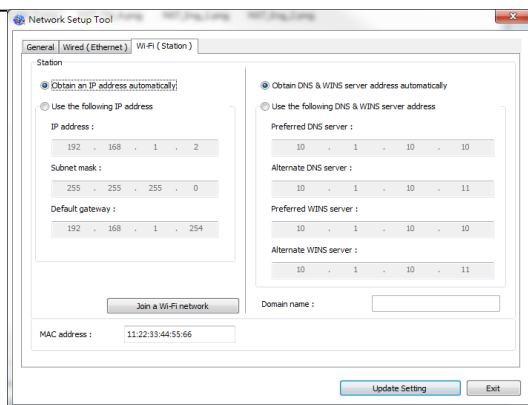 Network Setup Tool
General Wired ( Ethernet ) Wi-Fi ( Station )
Station
Obtain an IP address automatically
Use the following IP address
IP address :
192 . 168 . 1 . 2
Subnet mask :
255 . 255 . 255 . 0
Default gateway :
192 . 168 . 1 . 254
Join a Wi-Fi network
Obtain DNS & WINS server address automatically
Use the following DNS & WINS server address
Preferred DNS server :
10 . 1 . 10 . 10
Alternate DNS server :
10 . 1 . 10 . 11
Preferred WINS server :
10 . 1 . 10 . 10
Alternate WINS server :
10 . 1 . 10 . 11
Domain name :
MAC address : 11:22:33:44:55:66
Update Setting Exit